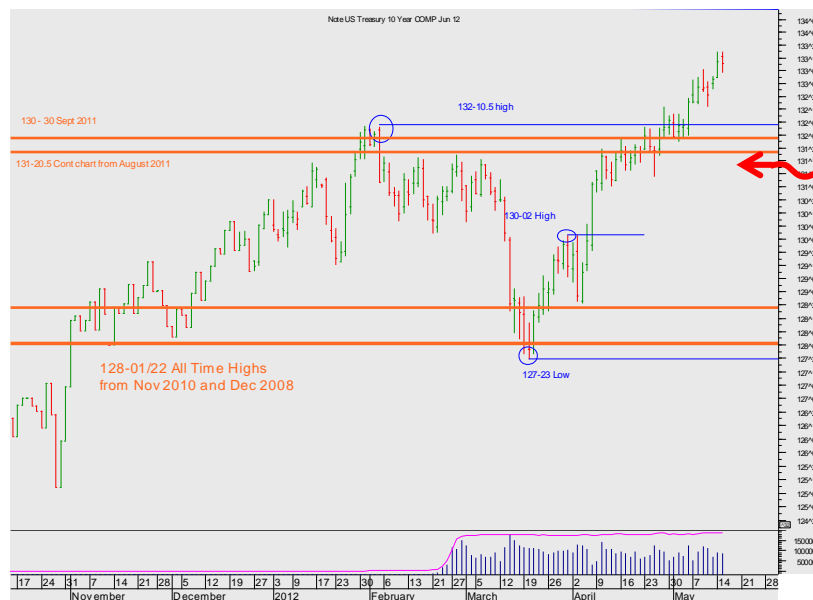 Note US Treasury 10 Year COMP Jun 12
132-10.5 high
130 - 30 Sept 2011
131-20.5 Cont chart from August 2011
130-02 High
128-01/22 All Time Highs
from Nov 2010 and Dec 2008
127-23 Low
17 24 31 7 14 21 28 5 12 19 27 3 9 17 23 30 6 13 21 27 5 12 19 26 2 9 16 23 30 7 14 21 28
November December 2012 February March April May